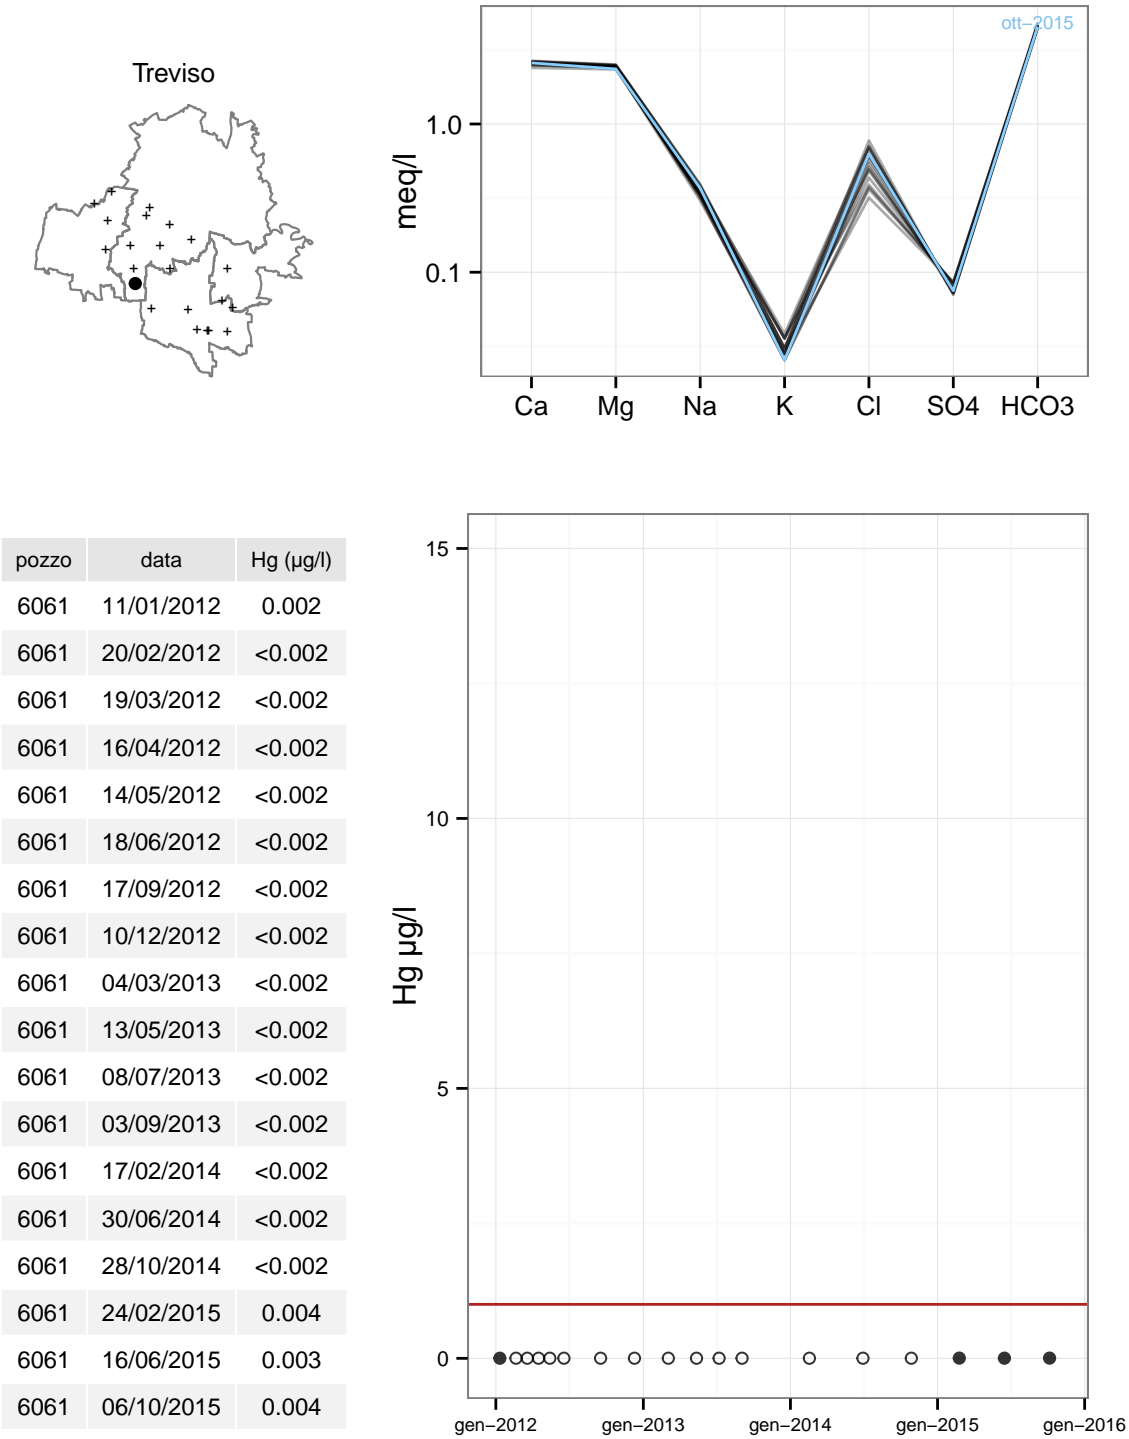 Treviso
ott–2015
meq/l
1.0
0.1
Ca Mg Na K Cl SO4 HCO3
pozzo data Hg (µg/l)
6061 11/01/2012 0.002
6061 20/02/2012 <0.002
6061 19/03/2012 <0.002
6061 16/04/2012 <0.002
6061 14/05/2012 <0.002
6061 18/06/2012 <0.002
6061 17/09/2012 <0.002
6061 10/12/2012 <0.002
6061 04/03/2013 <0.002
6061 13/05/2013 <0.002
6061 08/07/2013 <0.002
6061 03/09/2013 <0.002
6061 17/02/2014 <0.002
6061 30/06/2014 <0.002
6061 28/10/2014 <0.002
6061 24/02/2015 0.004
6061 16/06/2015 0.003
6061 06/10/2015 0.004
Hg µg/l
15
10
5
0
gen–2012 gen–2013 gen–2014 gen–2015 gen–2016